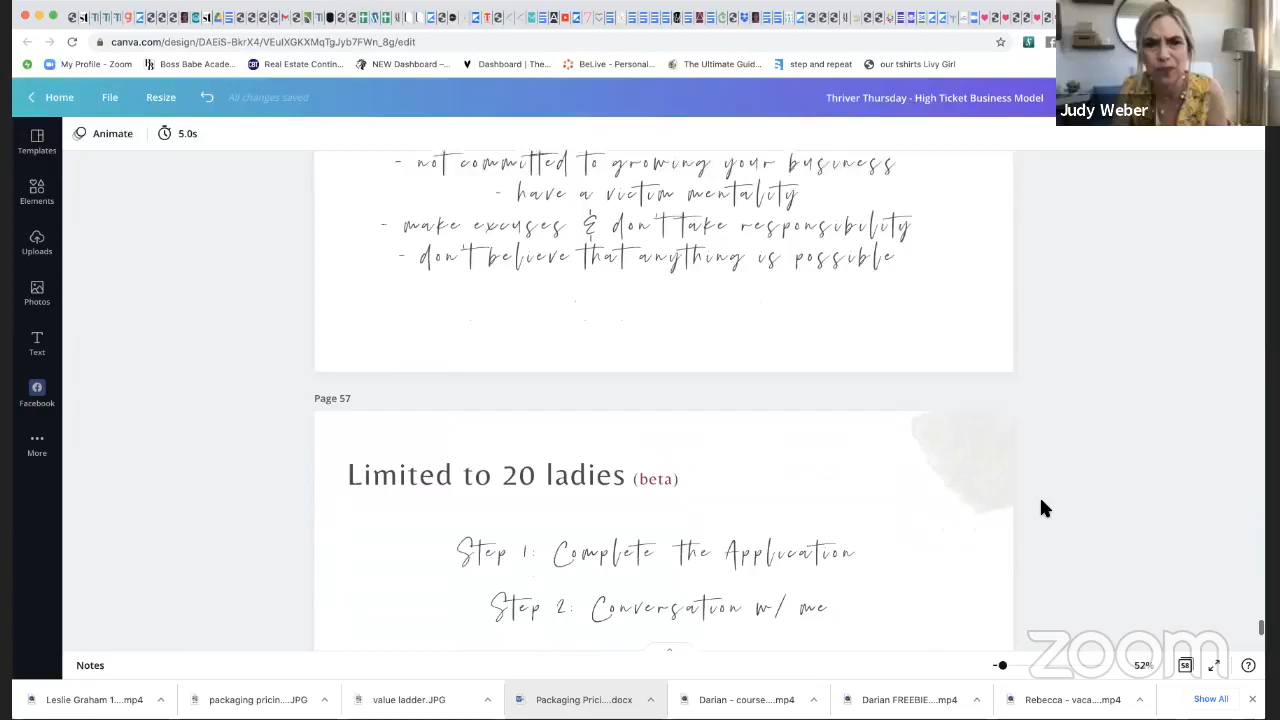 canva.com/design/DAEiS-BkrX4/VEuIXGKXMqTgJyb7FWn_8g/edit
My Profile - Zoom
Boss Babe Acade...
Real Estate Contin...
NEW Dashboard –...
Dashboard | The...
BeLive - Personal...
The Ultimate Guid...
step and repeat
our tshirts Livy Girl
Home
File
Resize
All changes saved
Thriver Thursday - High Ticket Business Model
Judy Weber
Animate
5.0s
Templates
Elements
Uploads
Photos
Text
Facebook
More
- not committed to growing your business
- have a victim mentality
- make excuses & don't take responsibility
- don't believe that anything is possible
Page 57
Limited to 20 ladies (beta)
Step 1: Complete the Application
Step 2: Conversation w/ me
zoom
Notes
52%
58
Leslie Graham 1....mp4
packaging pricin....JPG
value ladder.JPG
Packaging Prici....docx
Darian - course....mp4
Darian FREEBIE....mp4
Rebecca - vaca....mp4
Show All